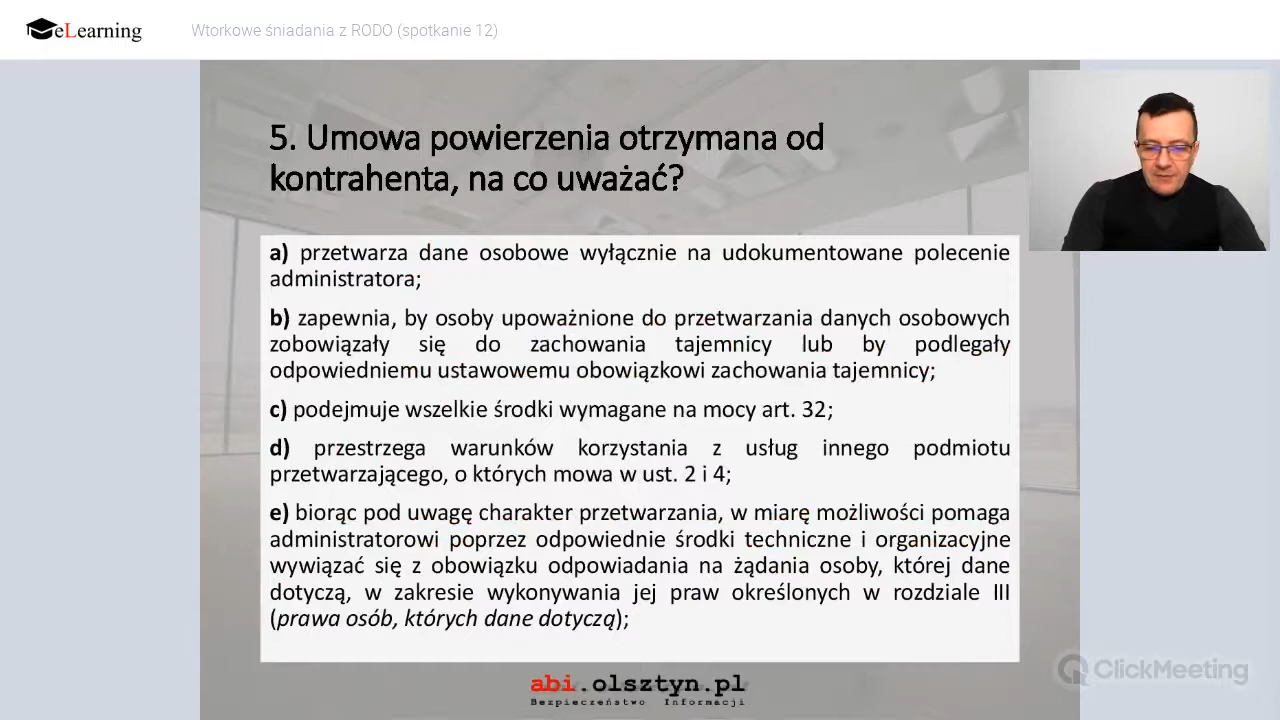 eLearning
Wtorkowe śniadania z RODO (spotkanie 12)
5. Umowa powierzenia otrzymana od
kontrahenta, na co uważać?
a) przetwarza dane osobowe wyłącznie na udokumentowane polecenie
administratora;
b) zapewnia, by osoby upoważnione do przetwarzania danych osobowych
zobowiązały się do zachowania tajemnicy lub by podlegały
odpowiedniemu ustawowemu obowiązkowi zachowania tajemnicy;
c) podejmuje wszelkie środki wymagane na mocy art. 32;
d) przestrzega warunków korzystania z usług innego podmiotu
przetwarzającego, o których mowa w ust. 2 i 4;
e) biorąc pod uwagę charakter przetwarzania, w miarę możliwości pomaga
administratorowi poprzez odpowiednie środki techniczne i organizacyjne
wywiązać się z obowiązku odpowiadania na żądania osoby, której dane
dotyczą, w zakresie wykonywania jej praw określonych w rozdziale III
(prawa osób, których dane dotyczą);
ClickMeeting
abi.olsztyn.pl
Bezpieczeństwo Informacji